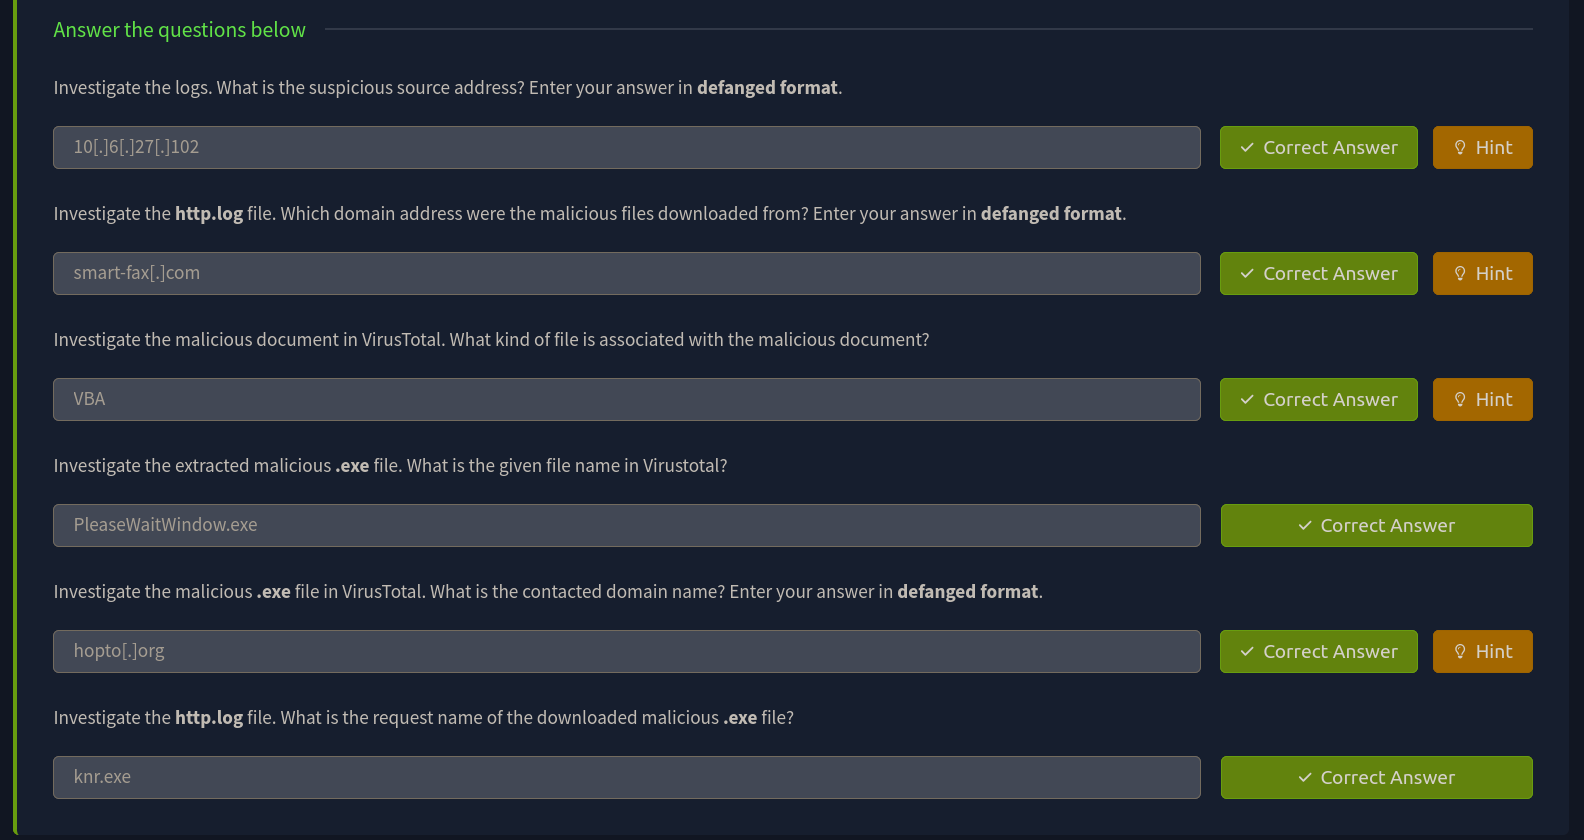 Answer the questions below
Investigate the logs. What is the suspicious source address? Enter your answer in defanged format.
10[.]6[.]27[.]102
Correct Answer
Hint
Investigate the http.log file. Which domain address were the malicious files downloaded from? Enter your answer in defanged format.
smart-fax[.]com
Correct Answer
Hint
Investigate the malicious document in VirusTotal. What kind of file is associated with the malicious document?
VBA
Correct Answer
Hint
Investigate the extracted malicious .exe file. What is the given file name in Virustotal?
PleaseWaitWindow.exe
Correct Answer
Investigate the malicious .exe file in VirusTotal. What is the contacted domain name? Enter your answer in defanged format.
hopto[.]org
Correct Answer
Hint
Investigate the http.log file. What is the request name of the downloaded malicious .exe file?
knr.exe
Correct Answer